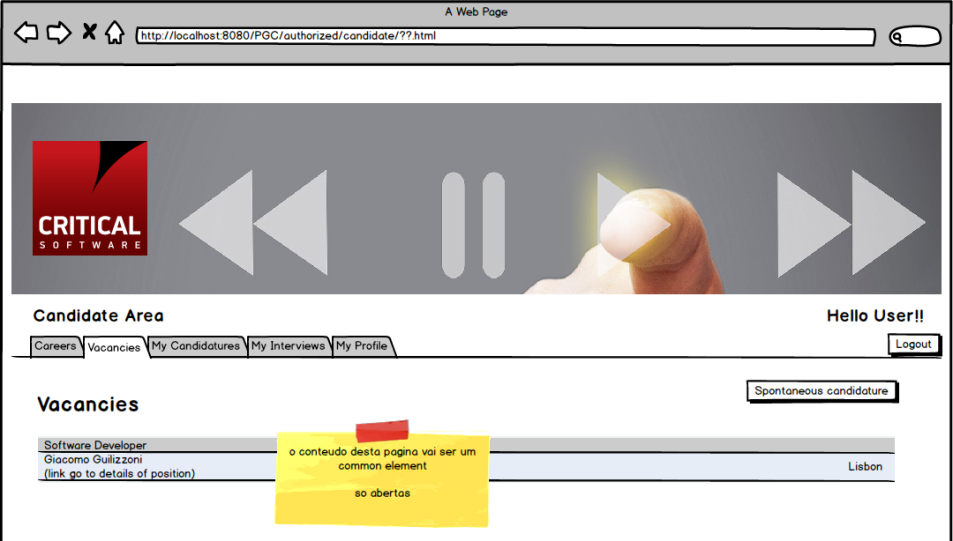 A Web Page
http://localhost:8080/PGC/authorized/candidate/??.html
CRITICAL
SOFTWARE
Candidate Area
Hello User!!
Careers
Vacancies
My Candidatures
My Interviews
My Profile
Logout
Spontaneous candidature
Vacancies
Software Developer
Giacomo Guilizzoni
(link go to details of position)
Lisbon
o conteudo desta pagina vai ser um
common element
so abertas